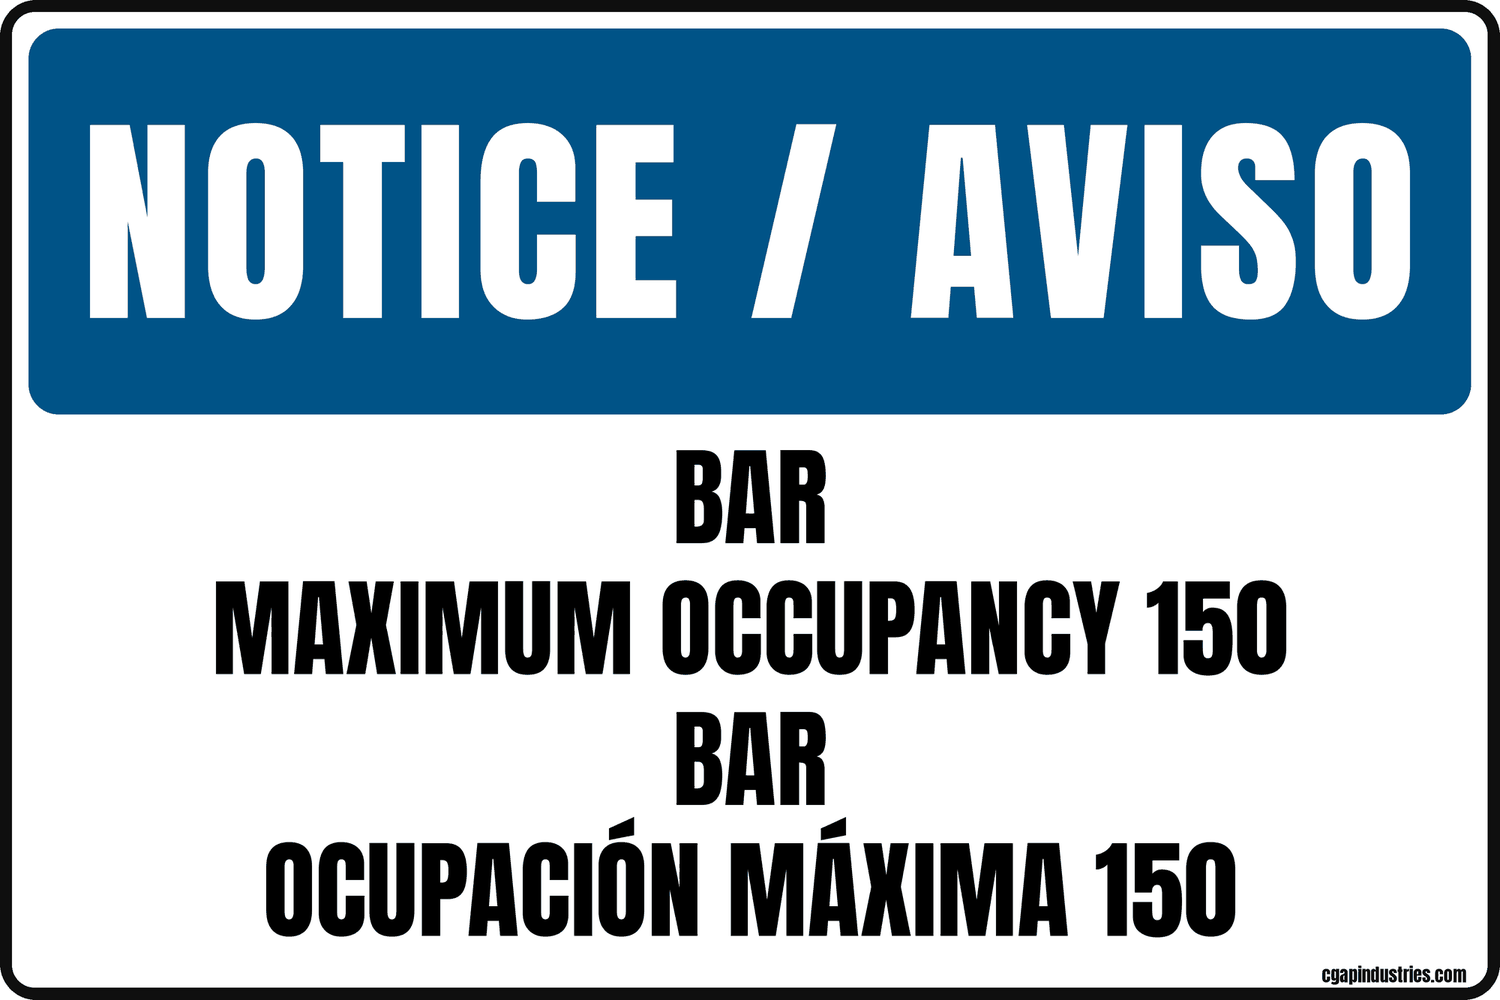 NOTICE / AVISO
BAR
MAXIMUM OCCUPANCY 150
BAR
OCUPACIÓN MÁXIMA 150
cgapindustries.com